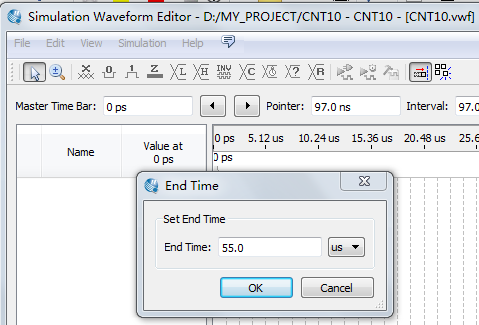 Simulation Waveform Editor - D:/MY_PROJECT/CNT10 - CNT10 - [CNT10.vwf]
File Edit View Simulation Help
Master Time Bar: 0 ps Pointer: 97.0 ns Interval: 97.0
Name Value at 0 ps
0 ps 5.12 us 10.24 us 15.36 us 20.48 us 25.6
0 ps
End Time
Set End Time
End Time: 55.0 us
OK Cancel